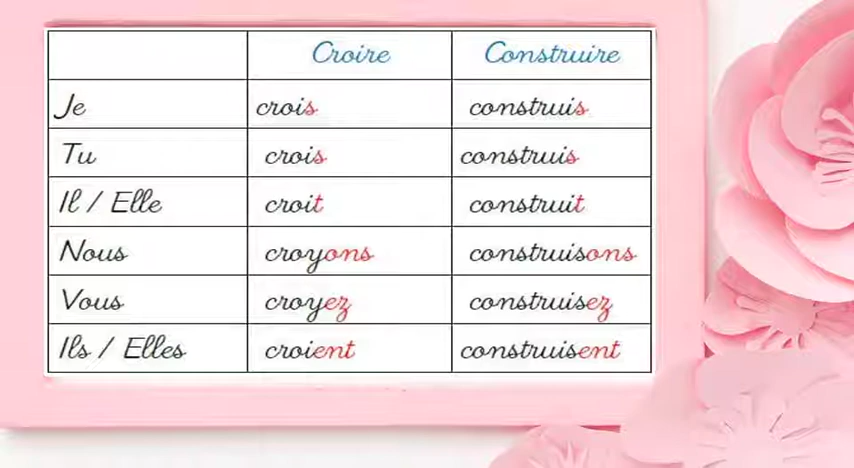 Croire Construire
Je crois construis
Tu crois construis
Il / Elle croit construit
Nous croyons construisons
Vous croyez construisez
Ils / Elles croient construisent